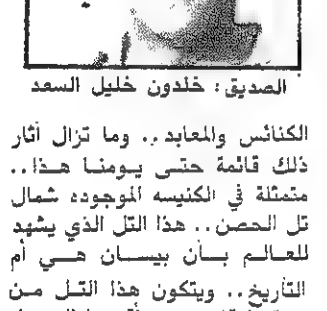 الصديق: خلدون خليل السعد
الكنائس والمعابد .. وما تزال آثار
ذلك قائمة حتى يومنا هذا ..
متمثلة في الكنيسه الموجوده شمال
تل الحصن .. هذا التل الذي يشهد
للعالم بأن بيسان هي أم
التأريخ .. ويتكون هذا التل من